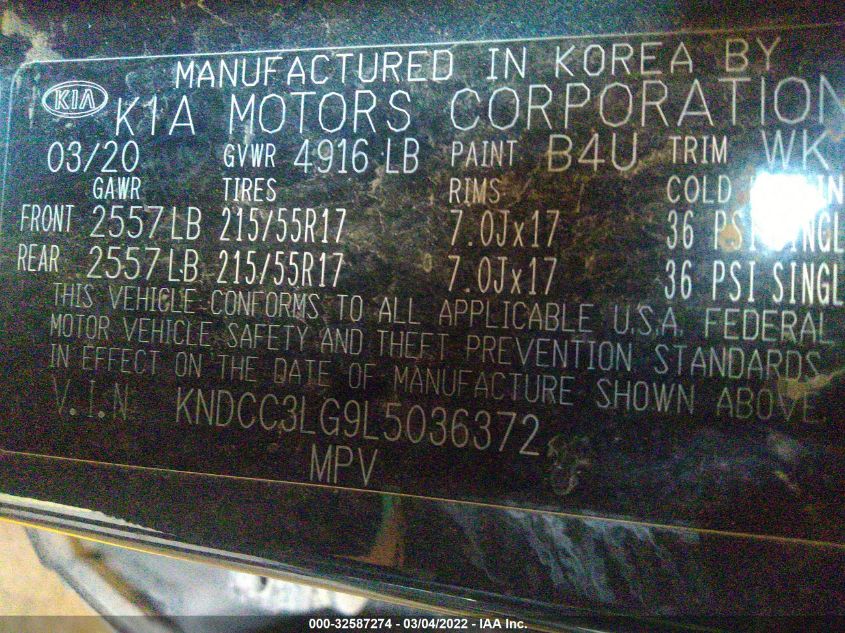 MANUFACTURED IN KOREA BY
KIA KIA MOTORS CORPORATION
03/20 GVWR 4916 LB PAINT B4U TRIM WK
GAWR TIRES RIMS COLD
FRONT 2557 LB 215/55R17 7.0Jx17 36 PSI SINGL
REAR 2557 LB 215/55R17 7.0Jx17 36 PSI SINGL
THIS VEHICLE CONFORMS TO ALL APPLICABLE U.S.A. FEDERAL
MOTOR VEHICLE SAFETY AND THEFT PREVENTION STANDARDS
IN EFFECT ON THE DATE OF MANUFACTURE SHOWN ABOVE.
V.I.N KNDCC3LG9L5036372
MPV
000-32587274 - 03/04/2022 - IAA Inc.